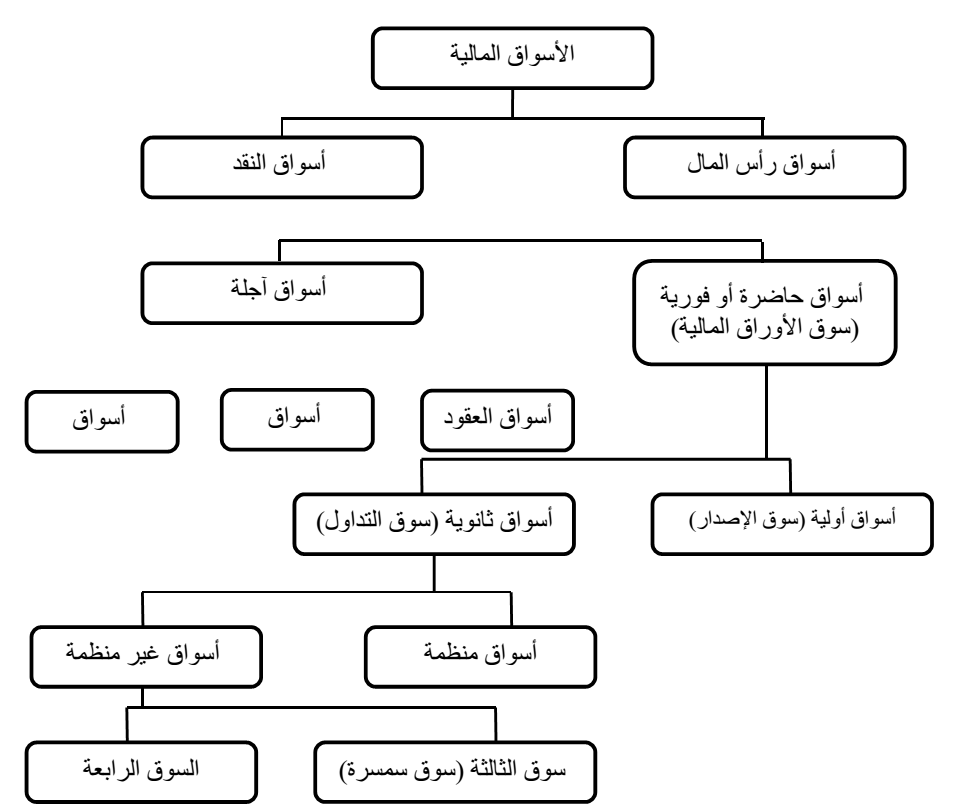 الأسواق المالية
أسواق رأس المال
أسواق النقد
أسواق حاضرة أو فورية
(سوق الأوراق المالية)
أسواق آجلة
أسواق العقود
أسواق
أسواق
أسواق أولية (سوق الإصدار)
أسواق ثانوية (سوق التداول)
أسواق منظمة
أسواق غير منظمة
سوق الثالثة (سوق سمسرة)
السوق الرابعة